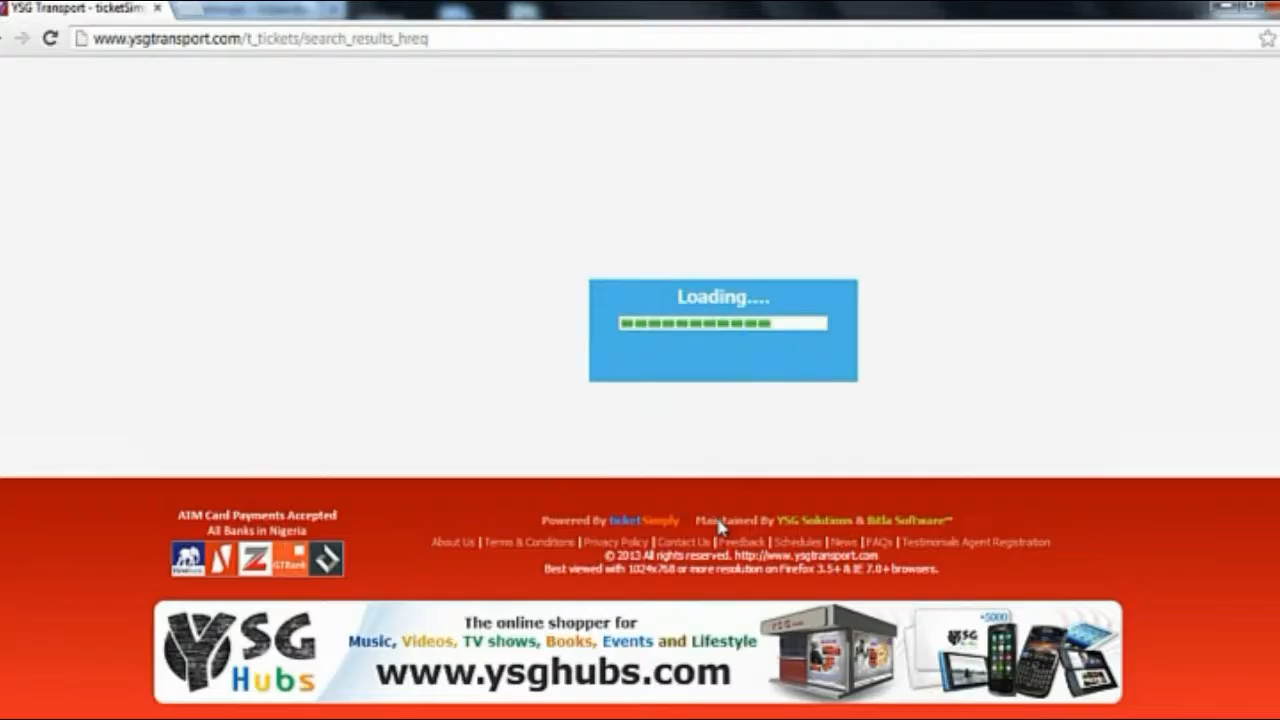 YSG Transport - ticketSim
www.ysgtransport.com/t_tickets/search_results_hreq
Loading....
ATM Card Payments Accepted
All Banks in Nigeria
Z GTBank
Powered By ticketSimply Maintained By YSG Solutions & Bitla Software™
About Us | Terms & Conditions | Privacy Policy | Contact Us | Feedback | Schedules | News | FAQs | Testimonials Agent Registration
© 2013 All rights reserved. http://www.ysgtransport.com
Best viewed with 1024x768 or more resolution on Firefox 3.5+ & IE 7.0+ browsers.
YSG
Hubs
The online shopper for
Music, Videos, TV shows, Books, Events and Lifestyle
www.ysghubs.com
YSG
+5000
YSG